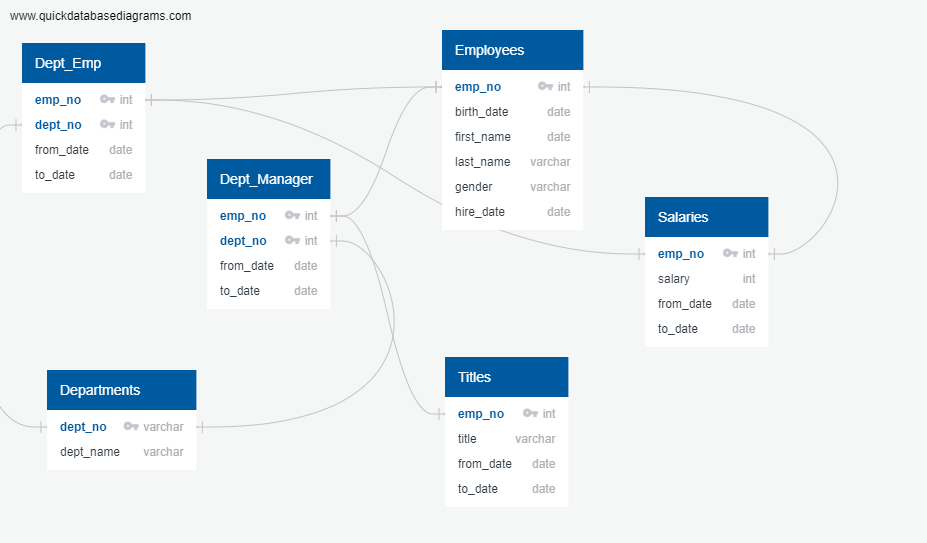 www.quickdatabasediagrams.com
Dept_Emp
emp_no int
dept_no int
from_date date
to_date date
Employees
emp_no int
birth_date date
first_name date
last_name varchar
gender varchar
hire_date date
Dept_Manager
emp_no int
dept_no int
from_date date
to_date date
Salaries
emp_no int
salary int
from_date date
to_date date
Departments
dept_no varchar
dept_name varchar
Titles
emp_no int
title varchar
from_date date
to_date date